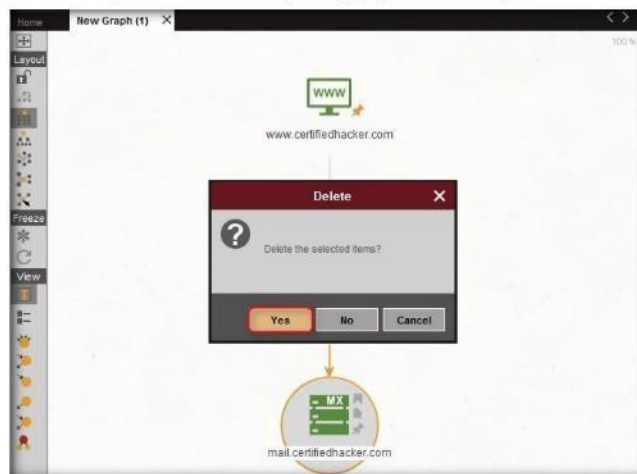 Home
New Graph (1) X
< >
100%
Layout
WWW
www.certifiedhacker.com
Delete X
Delete the selected items?
Yes No Cancel
Freeze
View
MX
mail.certifiedhacker.com